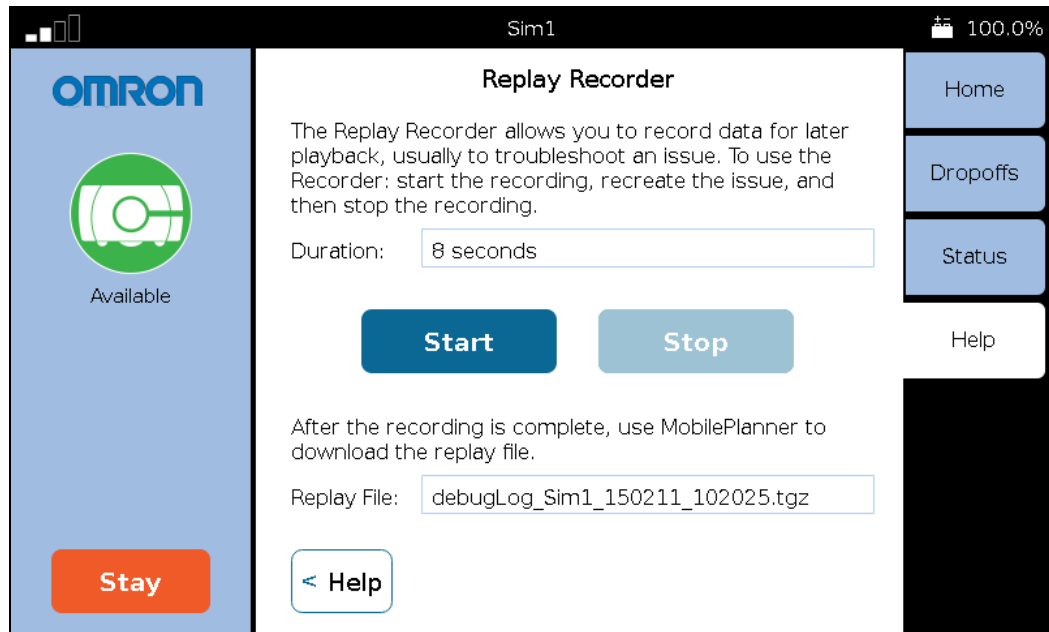 Sim1
100.0%
OMRON
Available
Stay
Replay Recorder
The Replay Recorder allows you to record data for later
playback, usually to troubleshoot an issue. To use the
Recorder: start the recording, recreate the issue, and
then stop the recording.
Duration: 8 seconds
Start Stop
After the recording is complete, use MobilePlanner to
download the replay file.
Replay File: debugLog_Sim1_150211_102025.tgz
< Help
Home
Dropoffs
Status
Help